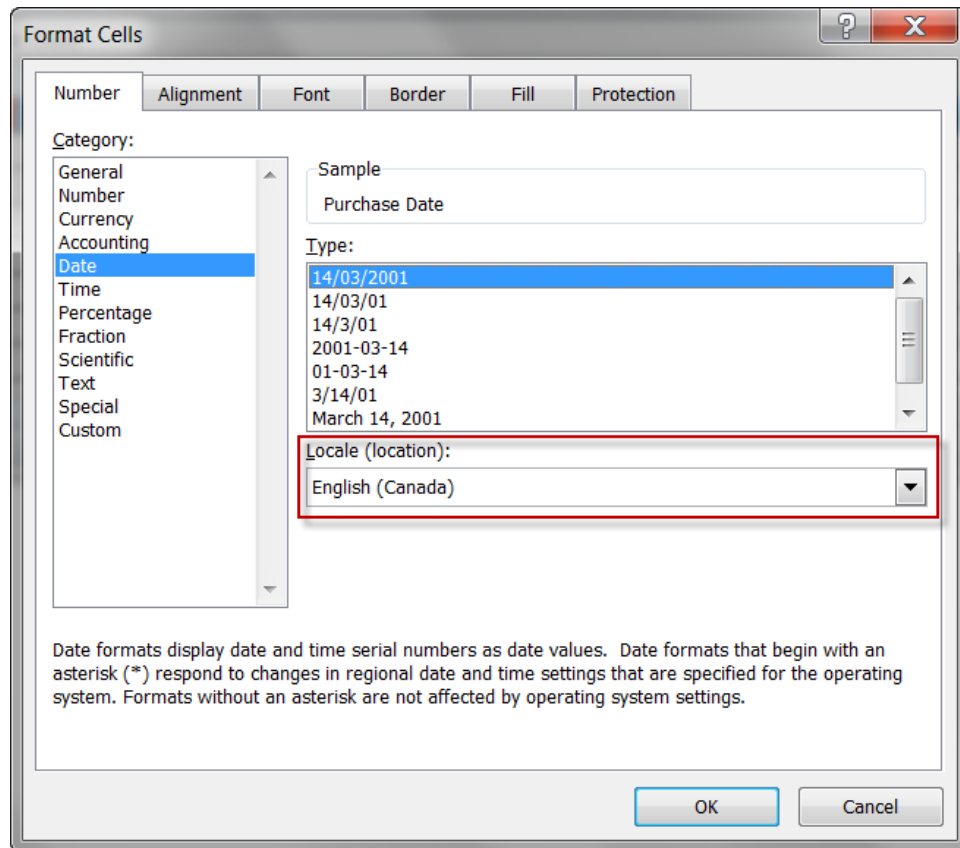 Format Cells
Number Alignment Font Border Fill Protection
Category:
General
Number
Currency
Accounting
Date
Time
Percentage
Fraction
Scientific
Text
Special
Custom
Sample
Purchase Date
Type:
14/03/2001
14/03/01
14/3/01
2001-03-14
01-03-14
3/14/01
March 14, 2001
Locale (location):
English (Canada)
Date formats display date and time serial numbers as date values. Date formats that begin with an
asterisk (*) respond to changes in regional date and time settings that are specified for the operating
system. Formats without an asterisk are not affected by operating system settings.
OK Cancel